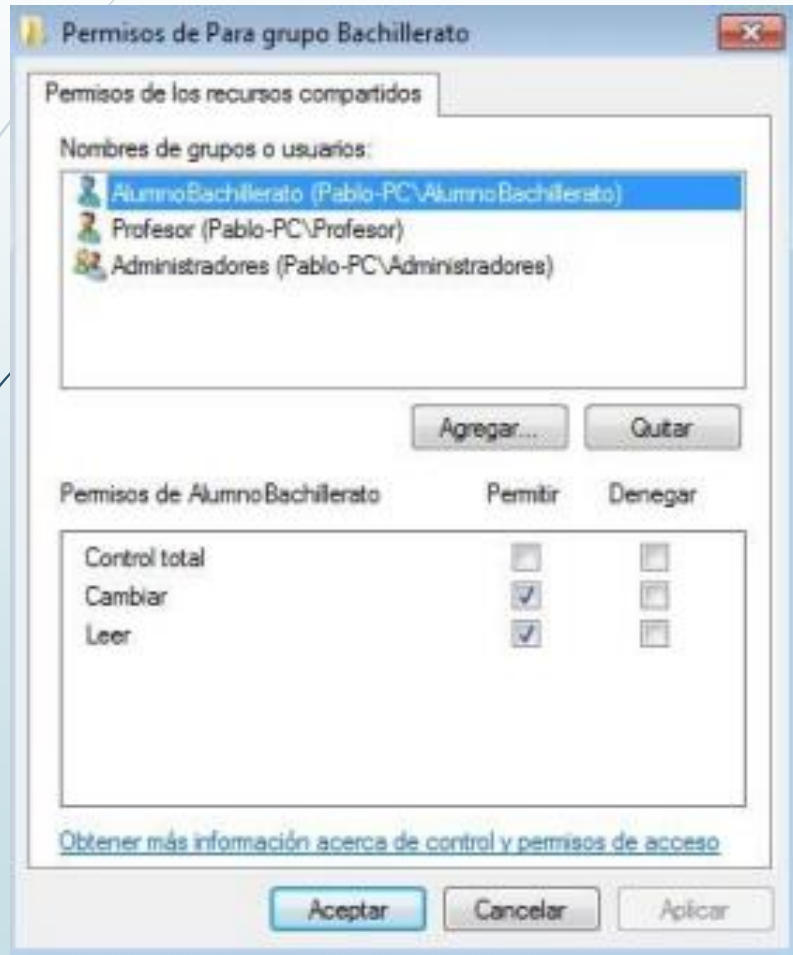 Permisos de Para grupo Bachillerato
Permisos de los recursos compartidos
Nombres de grupos o usuarios:
AlumnoBachillerato (Pablo-PC\AlumnoBachillerato)
Profesor (Pablo-PC\Profesor)
Administradores (Pablo-PC\Administradores)
Agregar... Quitar
Permisos de AlumnoBachillerato Permitir Denegar
Control total
Cambiar
Leer
Obtener más información acerca de control y permisos de acceso
Aceptar Cancelar Aplicar